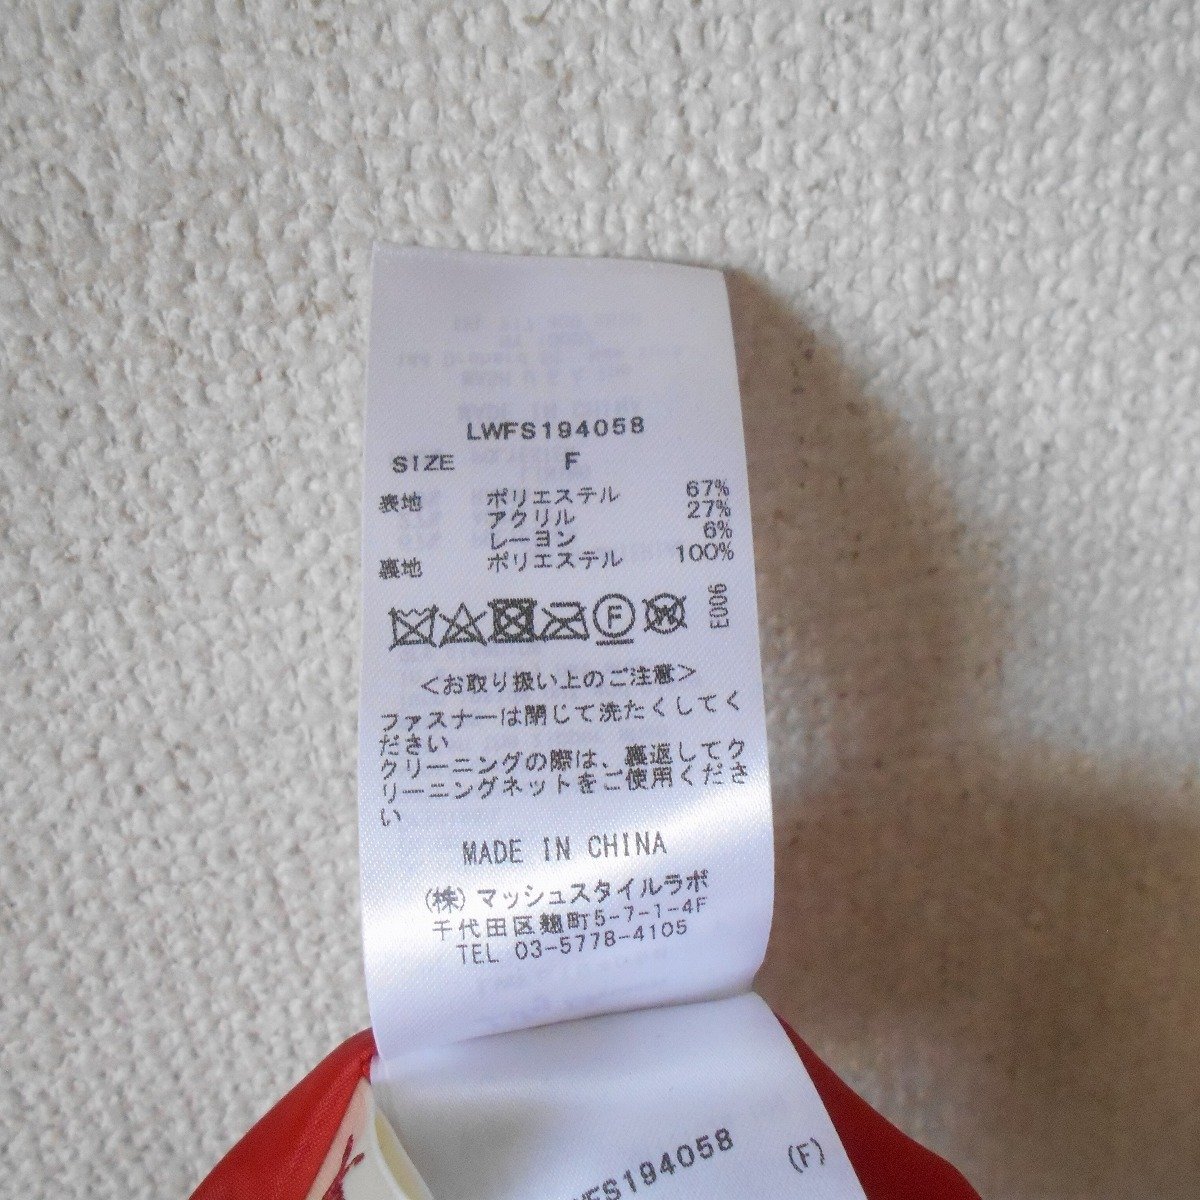 LWFS194058
SIZE F
表地 ポリエステル 67%
アクリル 27%
レーヨン 6%
裏地 ポリエステル 100%
F W E006
<お取り扱い上のご注意>
ファスナーは閉じて洗たくしてく
ださい
クリーニングの際は、裏返してク
リーニングネットをご使用くださ
い
MADE IN CHINA
(株)マッシュスタイルラボ
千代田区麹町5-7-1-4F
TEL 03-5778-4105
WFS194058 (F)